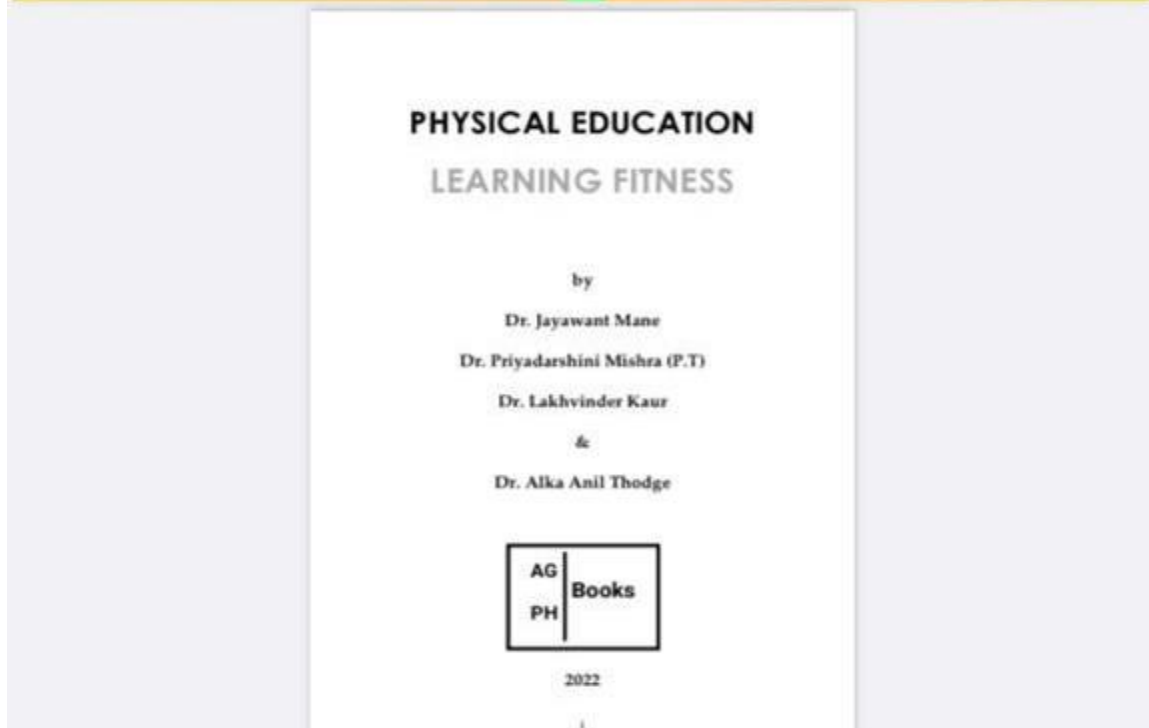 PHYSICAL EDUCATION
LEARNING FITNESS
by
Dr. Jayawant Mane
Dr. Priyadarshini Mishra (P.T)
Dr. Lakhvinder Kaur
&
Dr. Alka Anil Thodge
AG
PH
Books
2022